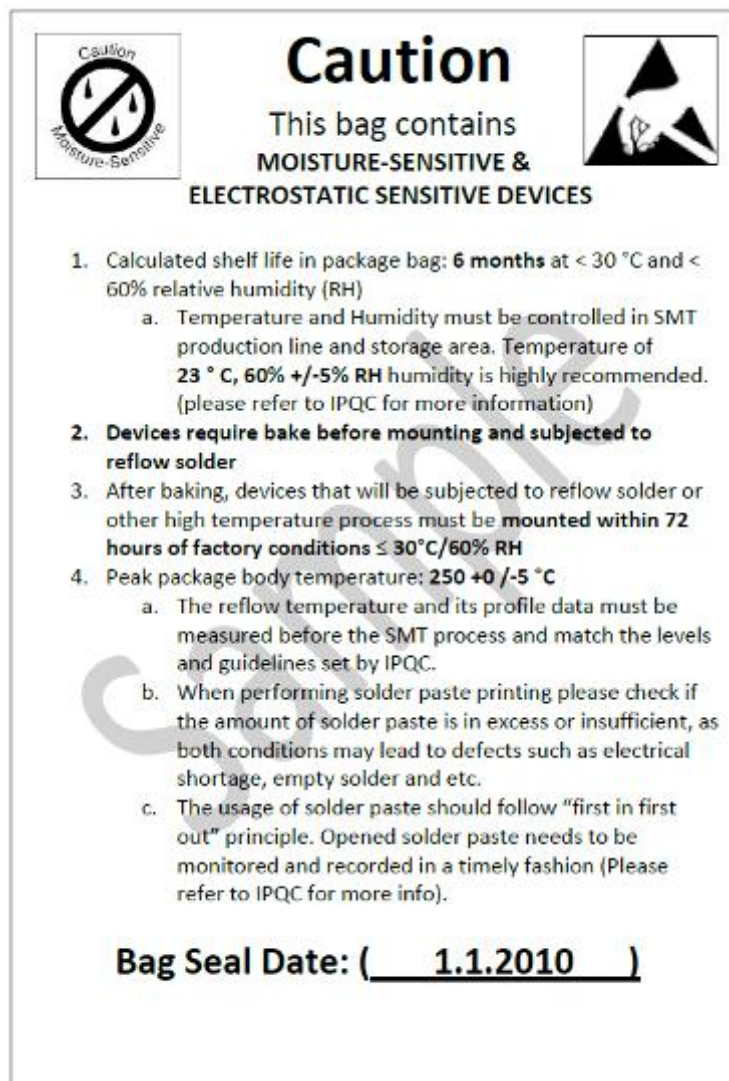 Caution
Moisture-Sensitive
Caution
This bag contains
MOISTURE-SENSITIVE &
ELECTROSTATIC SENSITIVE DEVICES
1. Calculated shelf life in package bag: 6 months at < 30 °C and <
60% relative humidity (RH)
a. Temperature and Humidity must be controlled in SMT
production line and storage area. Temperature of
23 ° C, 60% +/-5% RH humidity is highly recommended.
(please refer to IPQC for more information)
2. Devices require bake before mounting and subjected to
reflow solder
3. After baking, devices that will be subjected to reflow solder or
other high temperature process must be mounted within 72
hours of factory conditions ≤ 30°C/60% RH
4. Peak package body temperature: 250 +0 /-5 °C
a. The reflow temperature and its profile data must be
measured before the SMT process and match the levels
and guidelines set by IPQC.
b. When performing solder paste printing please check if
the amount of solder paste is in excess or insufficient, as
both conditions may lead to defects such as electrical
shortage, empty solder and etc.
c. The usage of solder paste should follow “first in first
out” principle. Opened solder paste needs to be
monitored and recorded in a timely fashion (Please
refer to IPQC for more info).
Sample
Bag Seal Date: ( 1.1.2010 )